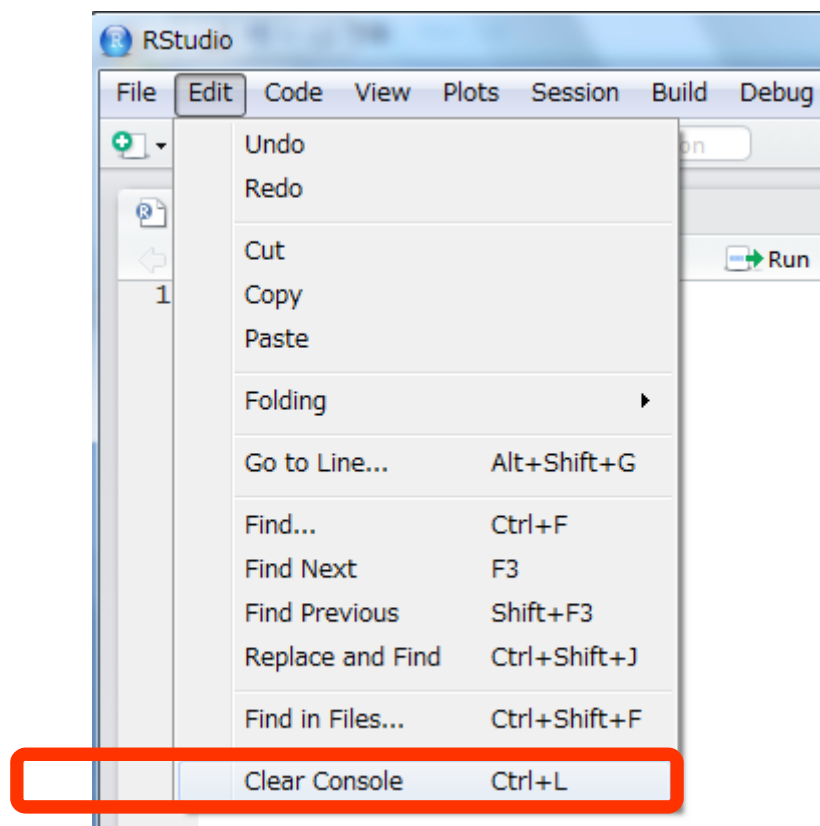 RStudio
File Edit Code View Plots Session Build Debug
Undo
Redo
Cut
Copy
Run
1
Paste
Folding
Go to Line... Alt+Shift+G
Find... Ctrl+F
Find Next F3
Find Previous Shift+F3
Replace and Find Ctrl+Shift+J
Find in Files... Ctrl+Shift+F
Clear Console Ctrl+L